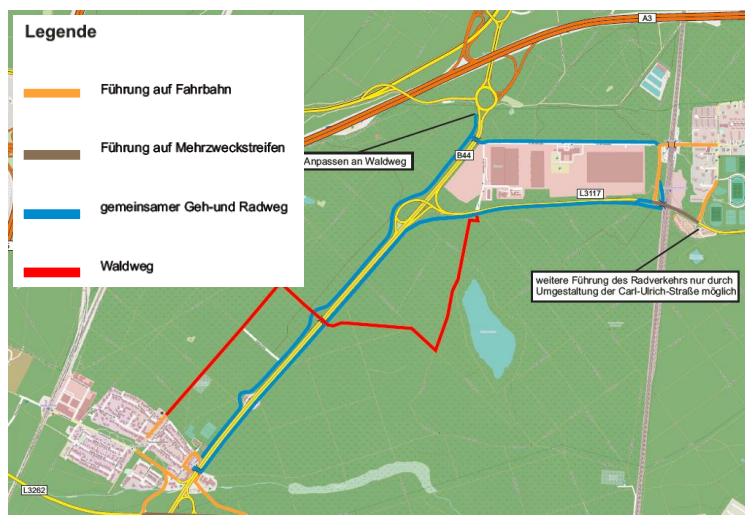 Legende
Führung auf Fahrbahn
Führung auf Mehrzweckstreifen
gemeinsamer Geh-und Radweg
Waldweg
A3
Anpassen an Waldweg
B44
L3117
weitere Führung des Radverkehrs nur durch
Umgestaltung der Carl-Ulrich-Straße möglich
L3262